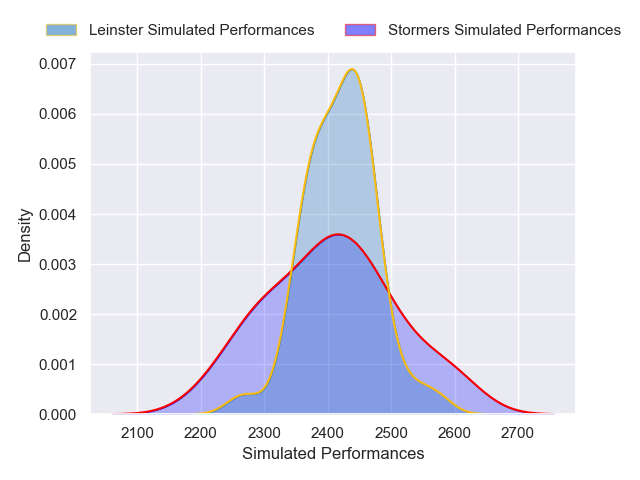 Leinster Simulated Performances Stormers Simulated Performances
0.007
0.006
0.005
0.004
0.003
0.002
0.001
0.000
Density
2100 2200 2300 2400 2500 2600 2700
Simulated Performances